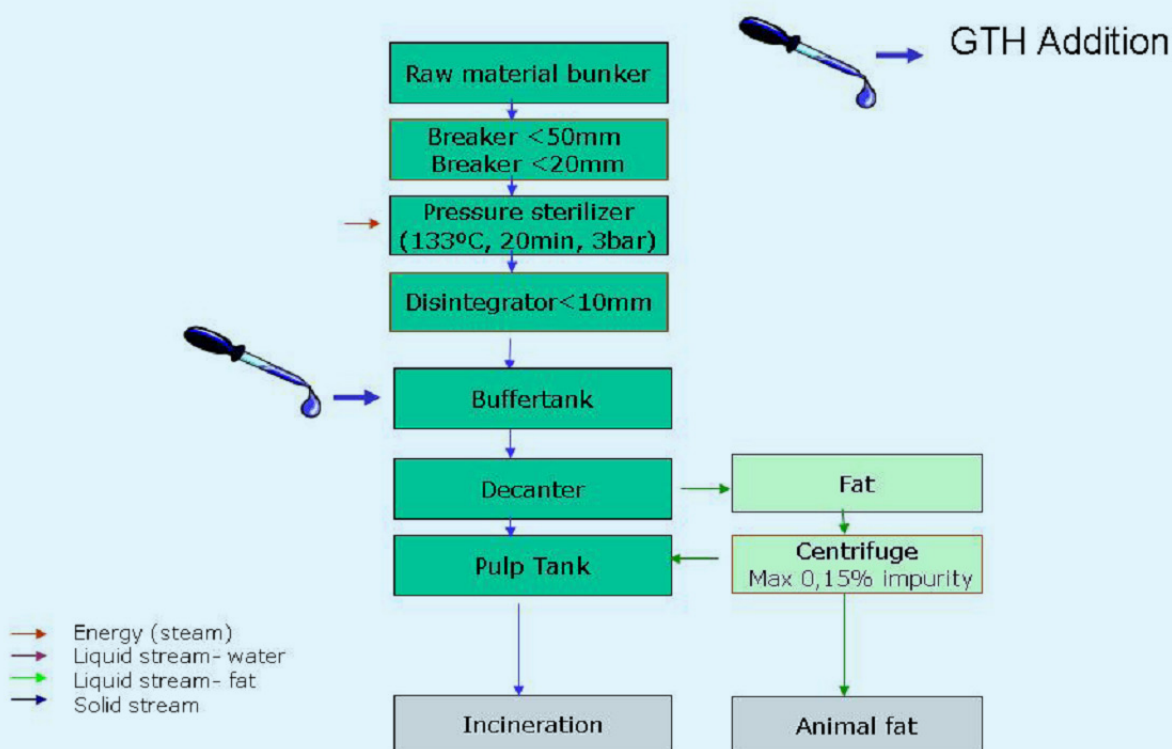 GTH Addition
Raw material bunker
Breaker <50mm
Breaker <20mm
Pressure sterilizer
(133ºC, 20min, 3bar)
Disintegrator<10mm
Buffertank
Decanter
Fat
Pulp Tank
Centrifuge
Max 0,15% impurity
Energy (steam)
Liquid stream- water
Liquid stream- fat
Solid stream
Incineration
Animal fat